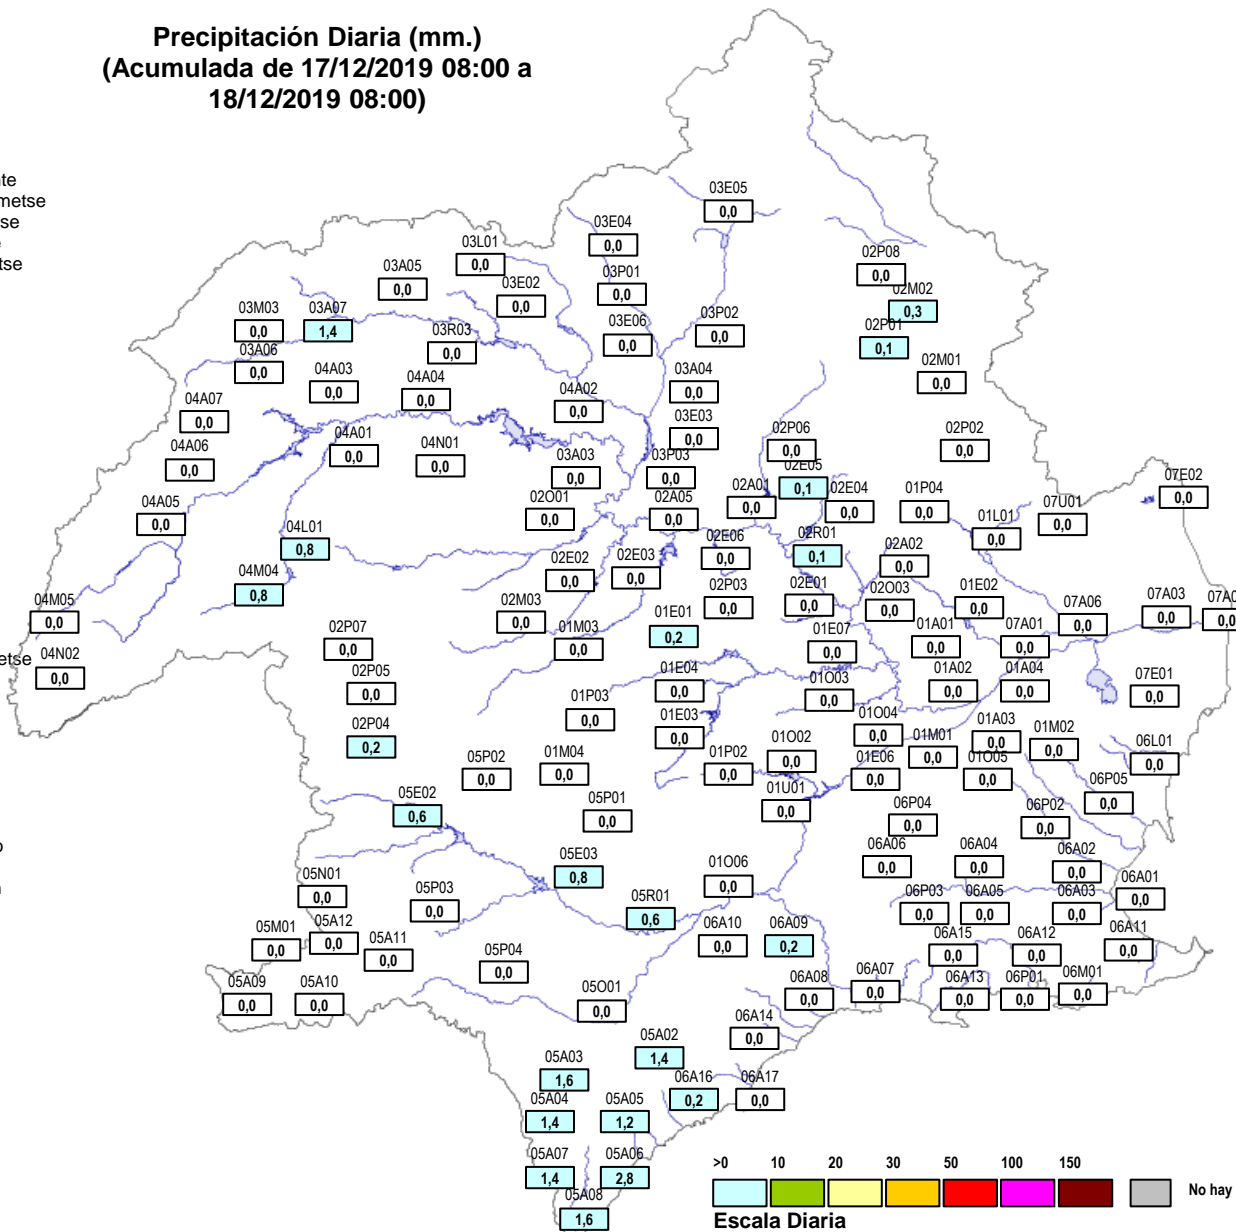 Precipitación Diaria (mm.)
(Acumulada de 17/12/2019 08:00 a
18/12/2019 08:00)
nte
metse
tse
e
tse
etse
o
n
03E05
0,0
03E04
0,0
03L01
0,0
02P08
0,0
03A05
0,0
03P01
0,0
03E02
0,0
02M02
0,3
03M03
0,0
03A07
1,4
03P02
0,0
03E06
0,0
02P01
0,1
03R03
0,0
03A06
0,0
02M01
0,0
04A03
0,0
04A04
0,0
03A04
0,0
04A02
0,0
04A07
0,0
03E03
0,0
04A01
0,0
04N01
0,0
02P06
0,0
02P02
0,0
04A06
0,0
03A03
0,0
03P03
0,0
02E05
0,1
07E02
0,0
04A05
0,0
02O01
0,0
02A05
0,0
02A01
0,0
02E04
0,0
01P04
0,0
07U01
0,0
01L01
0,0
04L01
0,8
02E06
0,0
02R01
0,1
02A02
0,0
04M04
0,8
02E02
0,0
02E03
0,0
04M05
0,0
02M03
0,0
02P03
0,0
02E01
0,0
02O03
0,0
01E02
0,0
07A06
0,0
07A03
0,0
07A0
0,0
01E01
0,2
02P07
0,0
01M03
0,0
01E07
0,0
01A01
0,0
07A01
0,0
04N02
0,0
02P05
0,0
01E04
0,0
01O03
0,0
01A02
0,0
01A04
0,0
07E01
0,0
01P03
0,0
02P04
0,2
01E03
0,0
01O04
0,0
01A03
0,0
01M02
0,0
01M01
0,0
05P02
0,0
01M04
0,0
01P02
0,0
01O02
0,0
01E06
0,0
01O05
0,0
06L01
0,0
05E02
0,6
05P01
0,0
01U01
0,0
06P04
0,0
06P02
0,0
06P05
0,0
05E03
0,8
01O06
0,0
06A06
0,0
06A04
0,0
06A02
0,0
05N01
0,0
05P03
0,0
05R01
0,6
06P03
0,0
06A05
0,0
06A03
0,0
06A01
0,0
05M01
0,0
05A12
0,0
05A11
0,0
06A10
0,0
06A09
0,2
06A15
0,0
06A12
0,0
06A11
0,0
05P04
0,0
05A09
0,0
05A10
0,0
05O01
0,0
06A08
0,0
06A07
0,0
06A13
0,0
06P01
0,0
06M01
0,0
06A14
0,0
05A02
1,4
05A03
1,6
06A16
0,2
06A17
0,0
05A04
1,4
05A05
1,2
05A07
1,4
05A06
2,8
05A08
1,6
>0 10 20 30 50 100 150
No hay
Escala Diaria